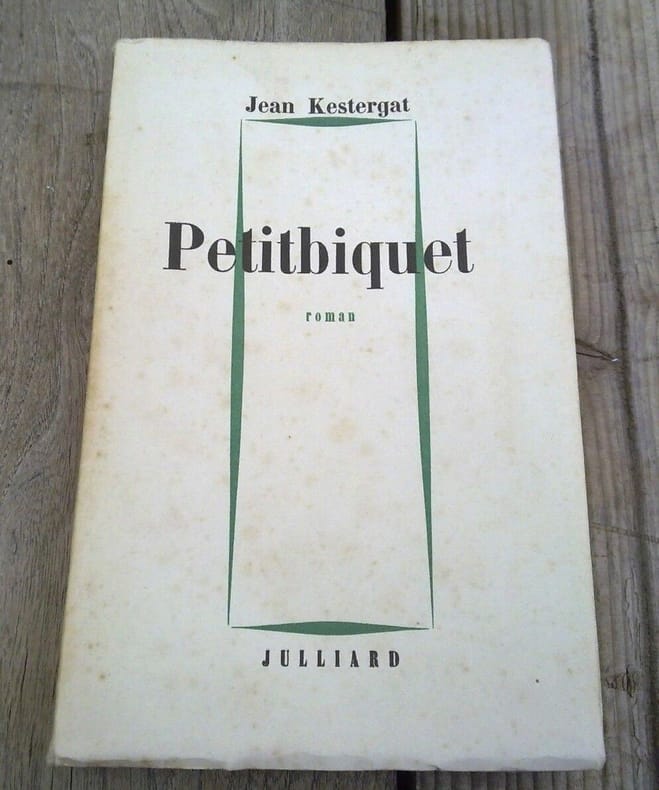 Jean Kestergat
Petitbiquet
roman
JULLIARD